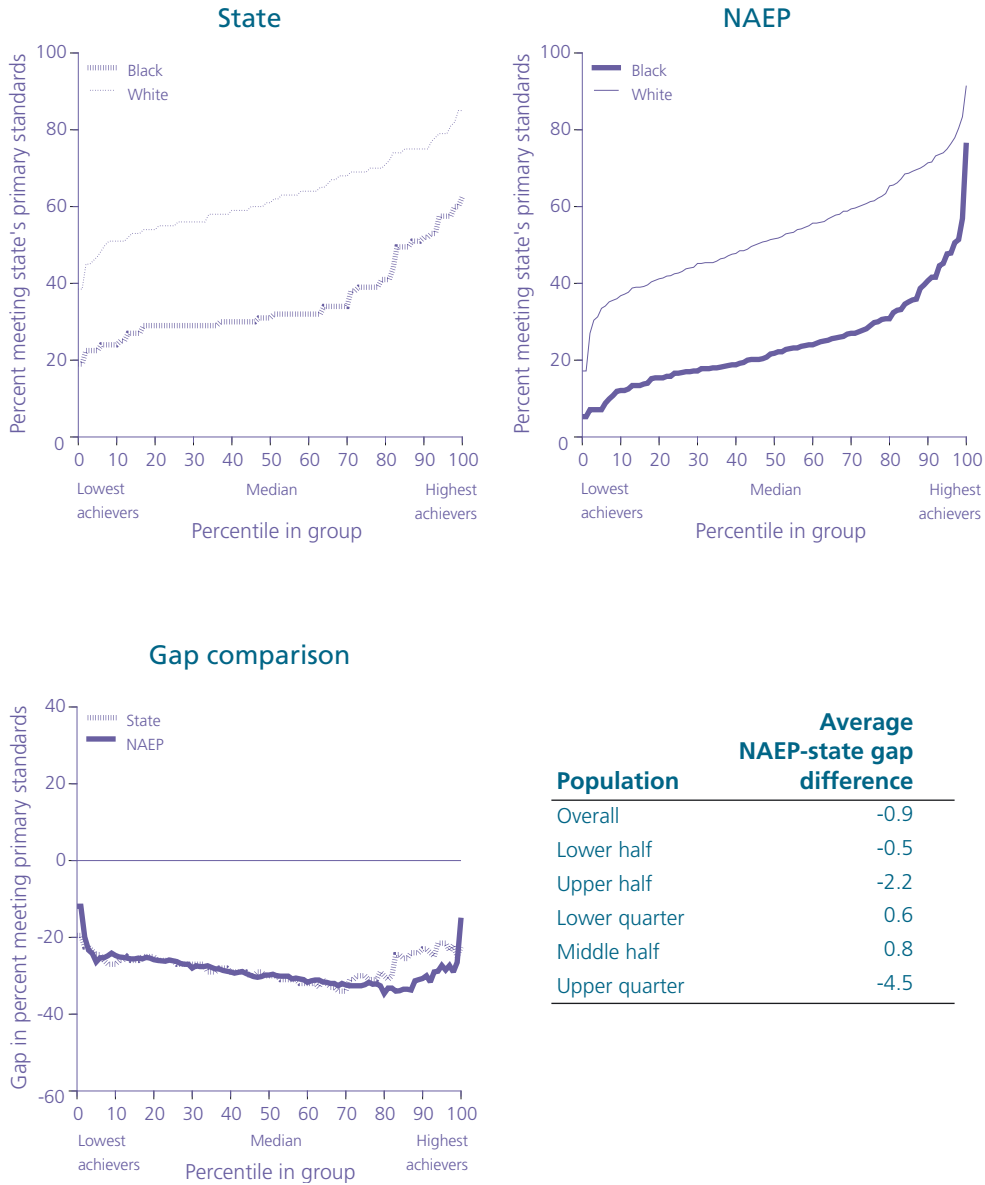 State
Percent meeting state's primary standards
100
80
60
40
20
0
Black
White
0 10 20 30 40 50 60 70 80 90 100
Lowest achievers
Median
Highest achievers
Percentile in group
NAEP
Percent meeting state's primary standards
100
80
60
40
20
0
Black
White
0 10 20 30 40 50 60 70 80 90 100
Lowest achievers
Median
Highest achievers
Percentile in group
Gap comparison
Gap in percent meeting primary standards
40
20
0
-20
-40
-60
State
NAEP
0 10 20 30 40 50 60 70 80 90 100
Lowest achievers
Median
Highest achievers
Percentile in group
Average
NAEP-state gap
Population difference
Overall -0.9
Lower half -0.5
Upper half -2.2
Lower quarter 0.6
Middle half 0.8
Upper quarter -4.5